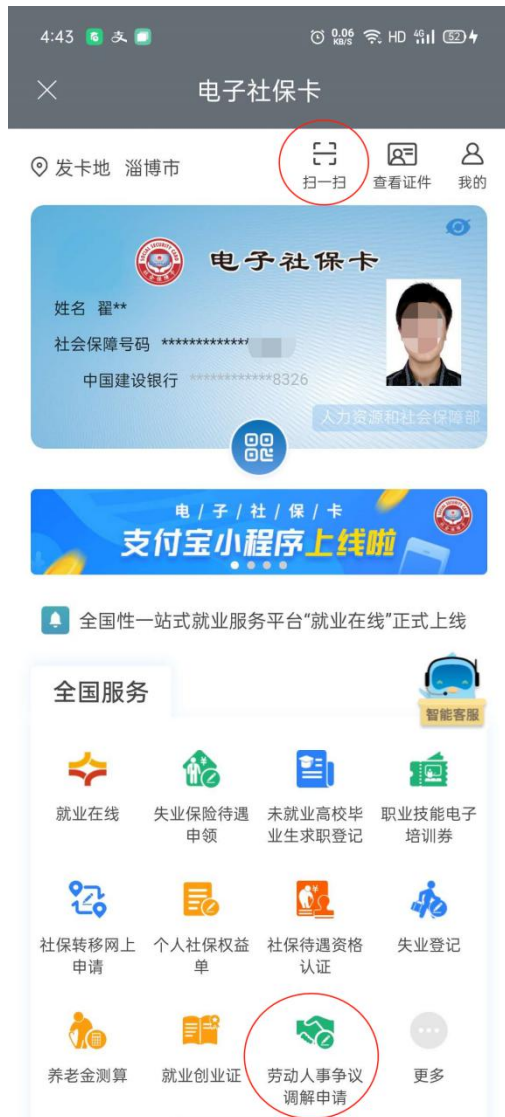 4:43
0.06 KB/S HD 4G 52
电子社保卡
发卡地 淄博市
扫一扫 查看证件 我的
电子社保卡
姓名 翟**
社会保障号码 *************
中国建设银行 ************8326
人力资源和社会保障部
电/子/社/保/卡
支付宝小程序上线啦
全国性一站式就业服务平台“就业在线”正式上线
全国服务
智能客服
就业在线
失业保险待遇
申领
未就业高校毕
业生求职登记
职业技能电子
培训券
社保转移网上
申请
个人社保权益
单
社保待遇资格
认证
失业登记
养老金测算
就业创业证
劳动人事争议
调解申请
更多